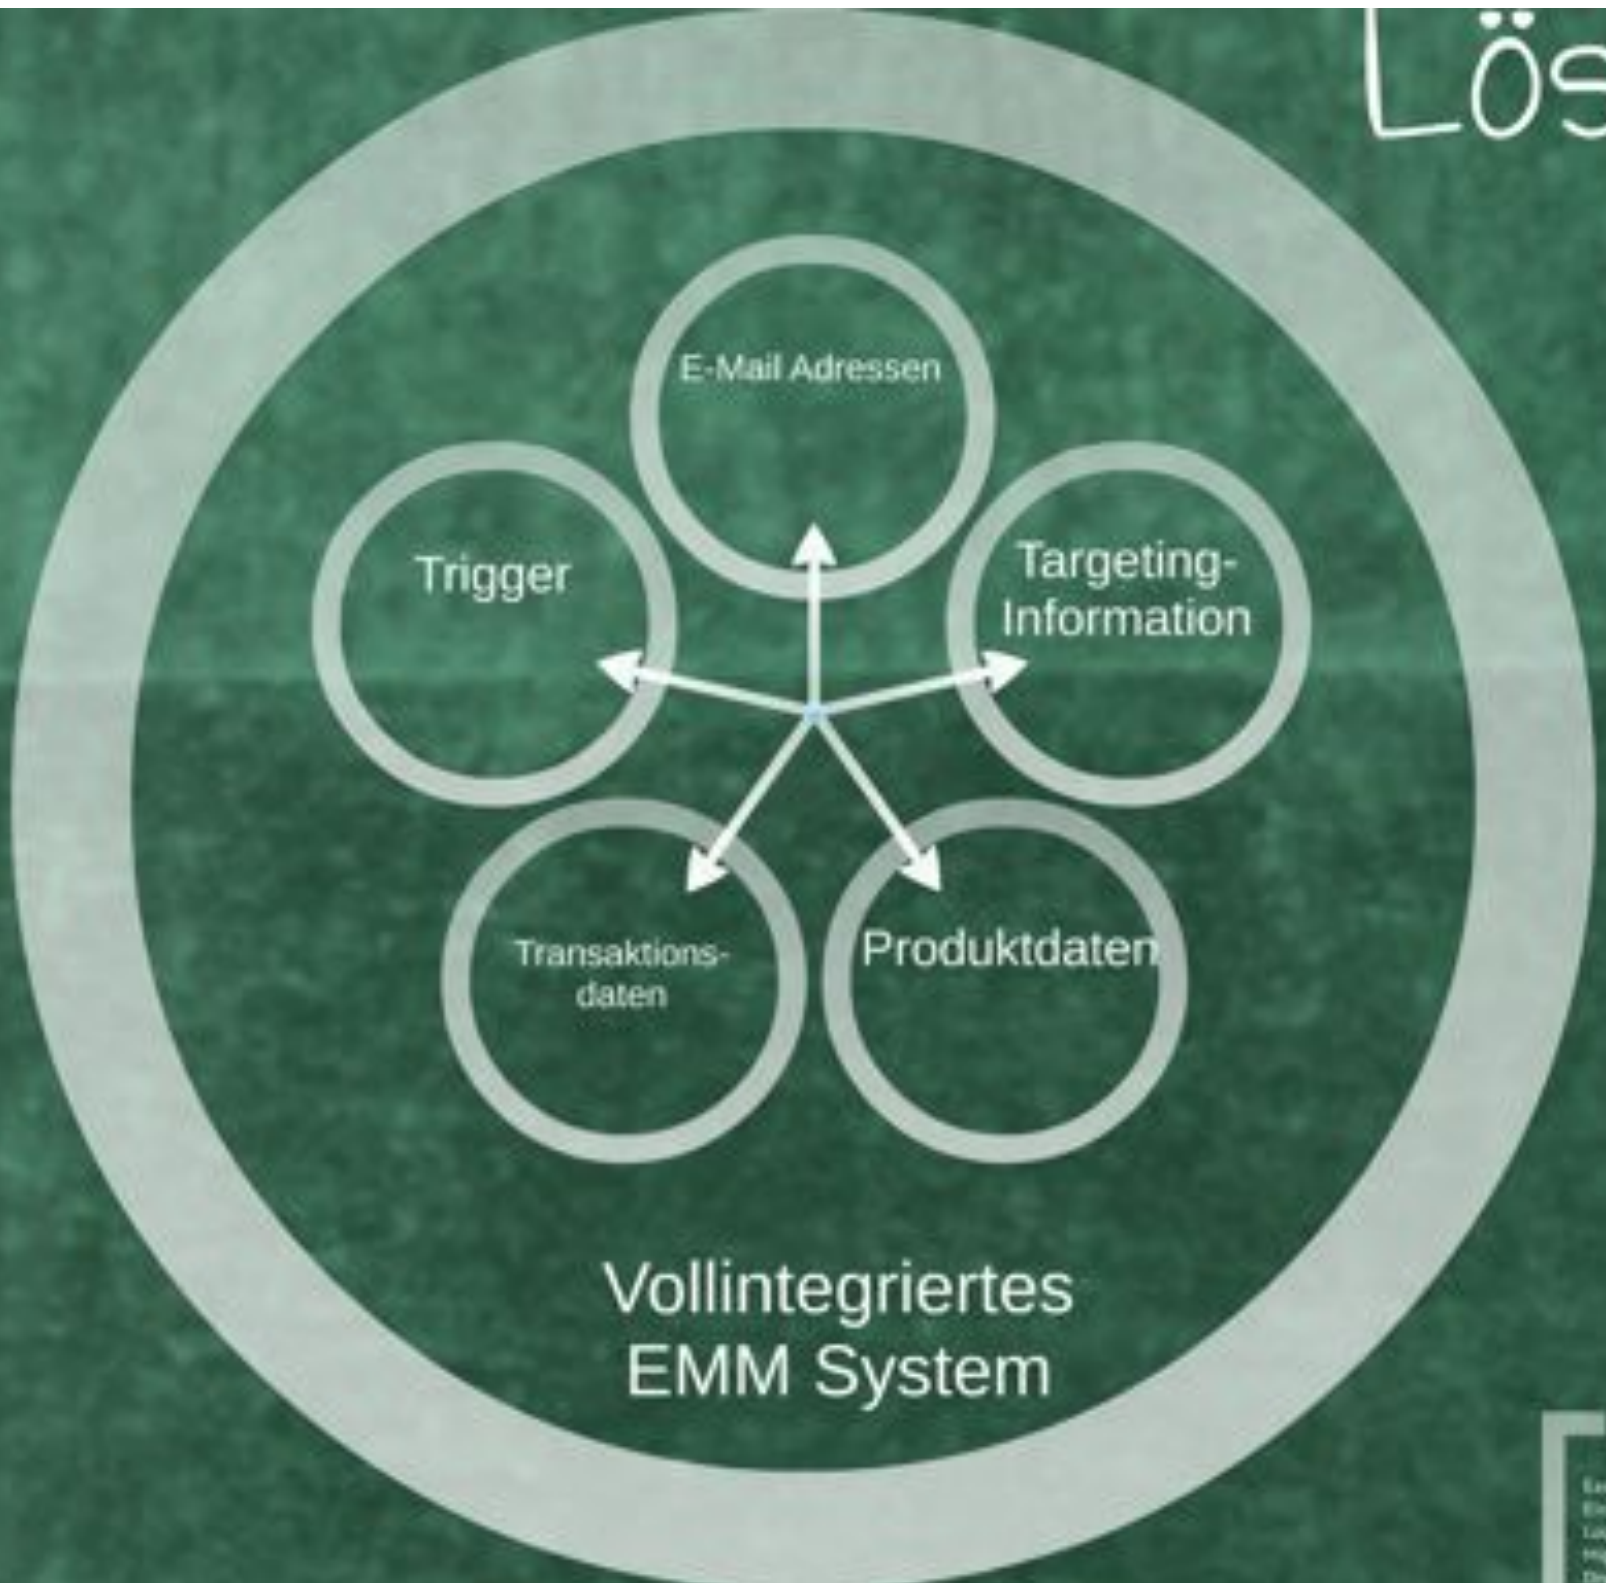 Lös
E-Mail Adressen
Trigger
Targeting-
Information
Transaktions-
daten
Produktdaten
Vollintegriertes
EMM System